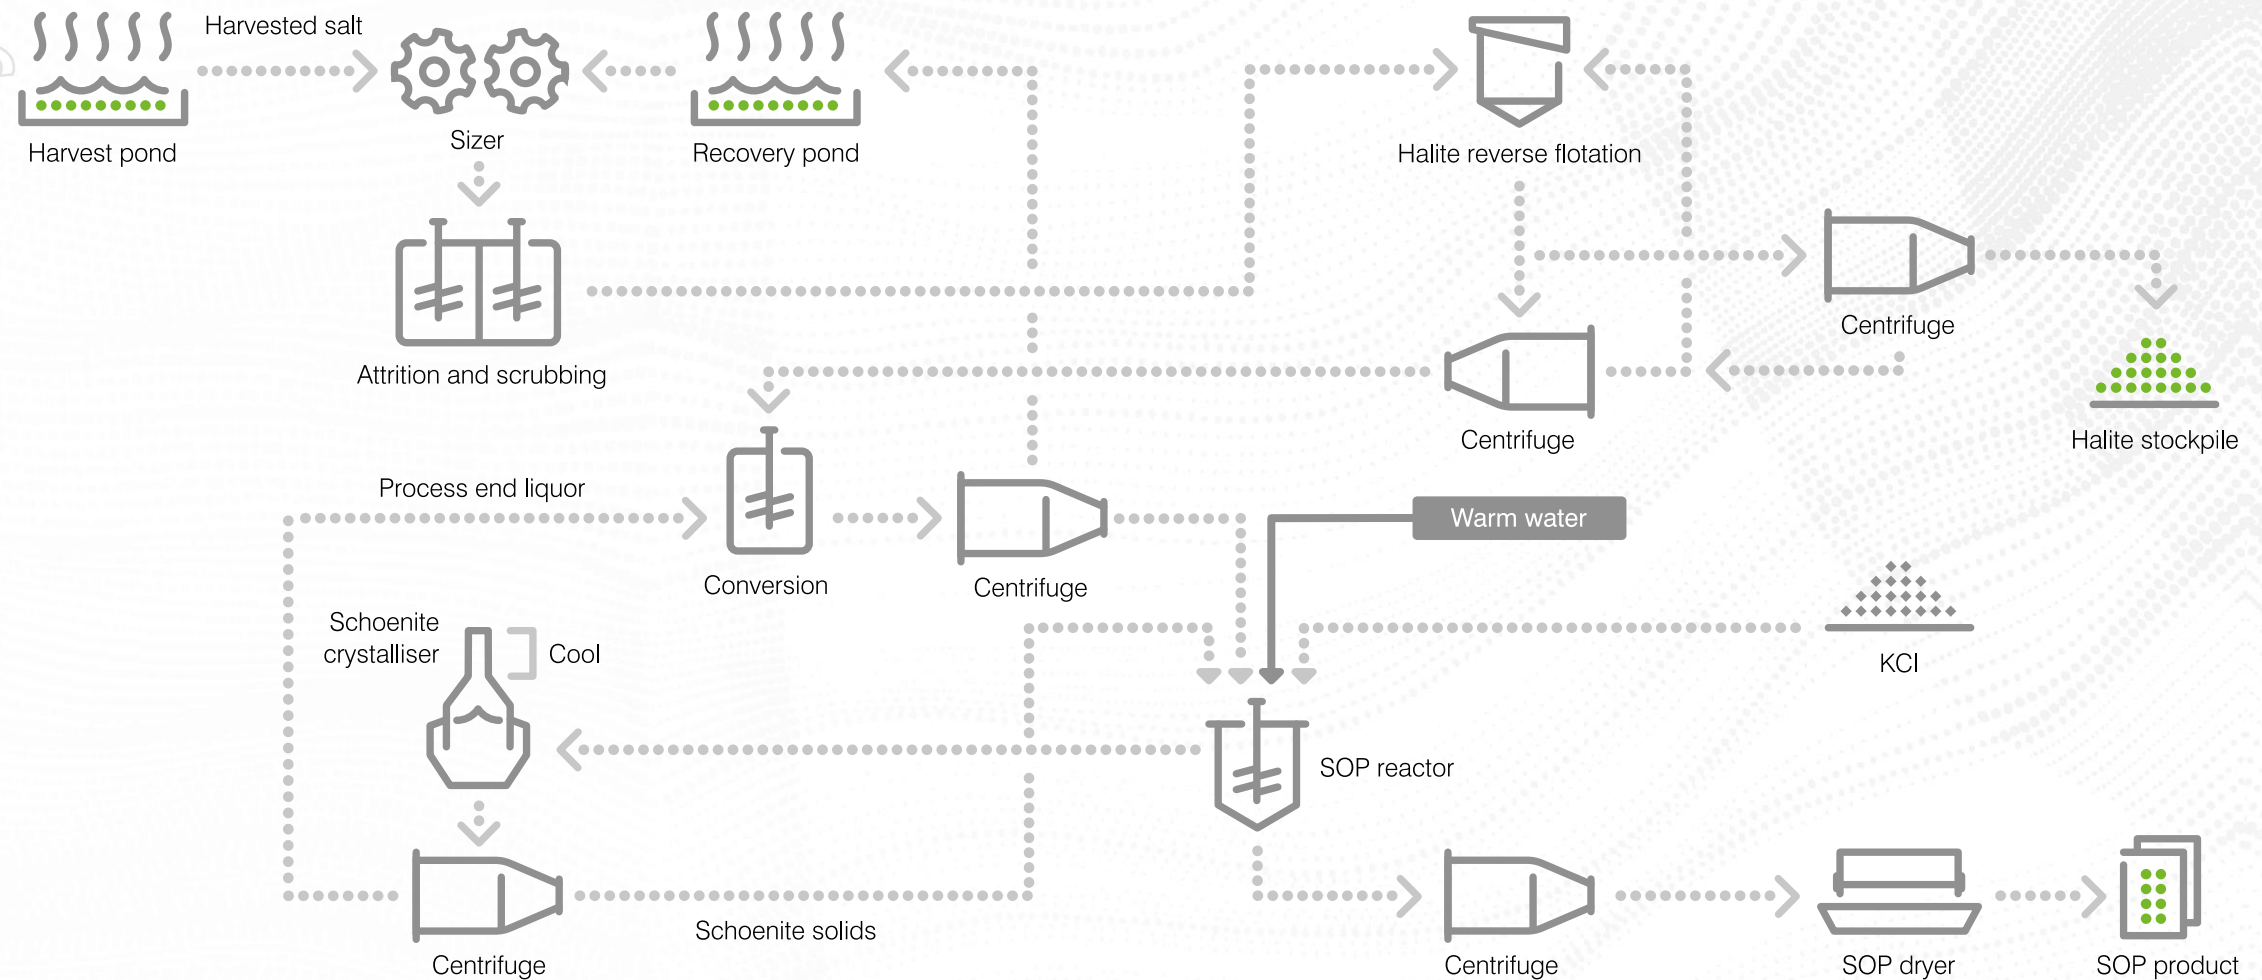 Harvested salt
Harvest pond
Sizer
Recovery pond
Halite reverse flotation
Attrition and scrubbing
Centrifuge
Centrifuge
Halite stockpile
Process end liquor
Conversion
Centrifuge
Warm water
Schoenite
crystalliser
Cool
KCl
SOP reactor
Schoenite solids
Centrifuge
Centrifuge
SOP dryer
SOP product